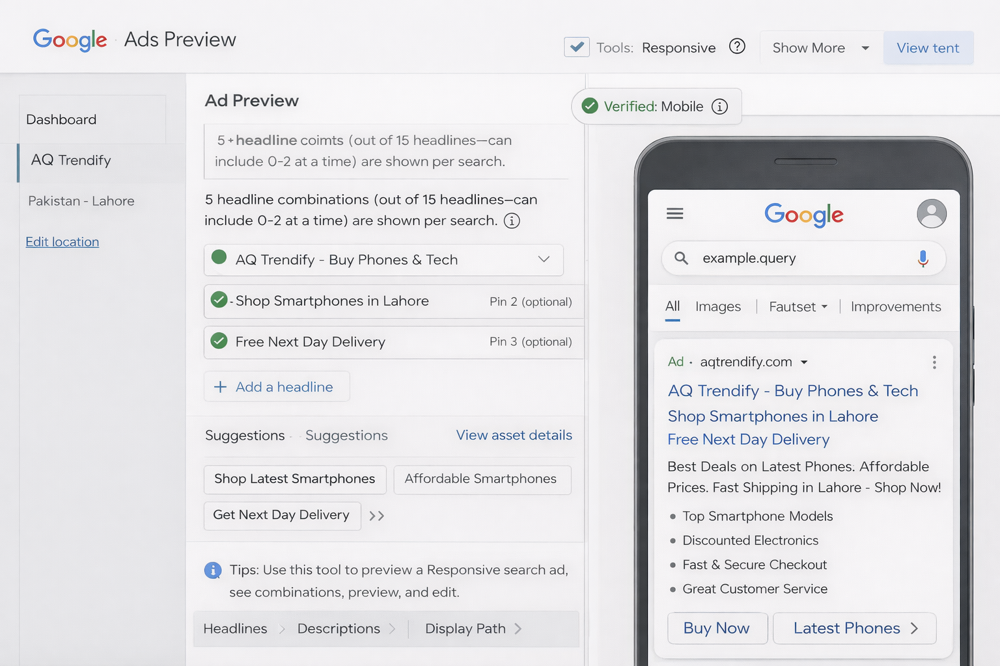 Google Ads Preview
Tools: Responsive
Show More
View tent
Dashboard
AQ Trendify
Pakistan - Lahore
Edit location
Ad Preview
5+headline coimts (out of 15 headlines—can
include 0-2 at a time) are shown per search.
5 headline combinations (out of 15 headlines—can
include 0-2 at a time) are shown per search.
AQ Trendify - Buy Phones & Tech
- Shop Smartphones in Lahore Pin 2 (optional)
Free Next Day Delivery Pin 3 (optional)
+ Add a headline
Suggestions Suggestions View asset details
Shop Latest Smartphones Affordable Smartphones
Get Next Day Delivery >>
Tips: Use this tool to preview a Responsive search ad,
see combinations, preview, and edit.
Headlines > Descriptions > Display Path >
Verified: Mobile
Google
example.query
All Images Fautset Improvements
Ad · aqtrendify.com
AQ Trendify - Buy Phones & Tech
Shop Smartphones in Lahore
Free Next Day Delivery
Best Deals on Latest Phones. Affordable
Prices. Fast Shipping in Lahore - Shop Now!
• Top Smartphone Models
• Discounted Electronics
• Fast & Secure Checkout
• Great Customer Service
Buy Now Latest Phones >